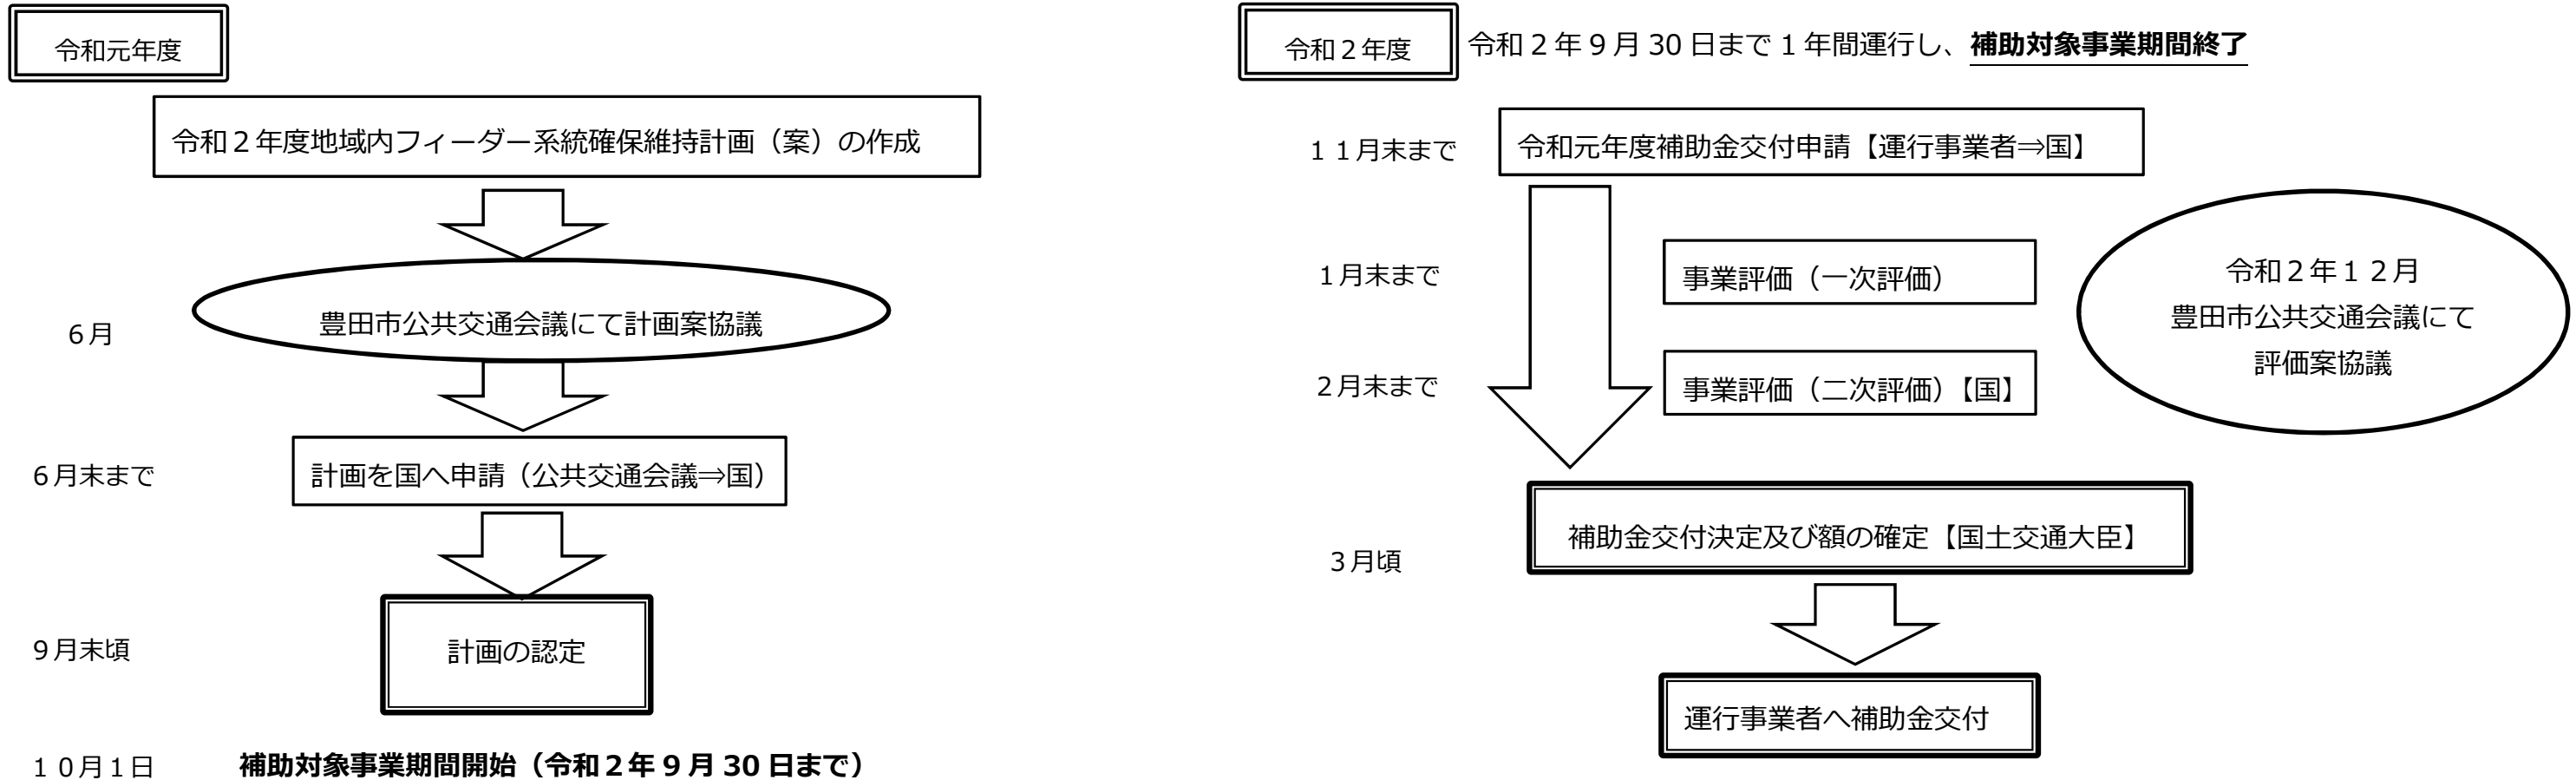 令和元年度
令和２年度地域内フィーダー系統確保維持計画（案）の作成
６月
豊田市公共交通会議にて計画案協議
６月末まで
計画を国へ申請（公共交通会議⇒国）
９月末頃
計画の認定
１０月１日
補助対象事業期間開始（令和２年９月 30 日まで）
令和２年度
令和２年９月 30 日まで１年間運行し、補助対象事業期間終了
１１月末まで
令和元年度補助金交付申請【運行事業者⇒国】
１月末まで
事業評価（一次評価）
２月末まで
事業評価（二次評価）【国】
令和２年１２月
豊田市公共交通会議にて
評価案協議
３月頃
補助金交付決定及び額の確定【国土交通大臣】
運行事業者へ補助金交付